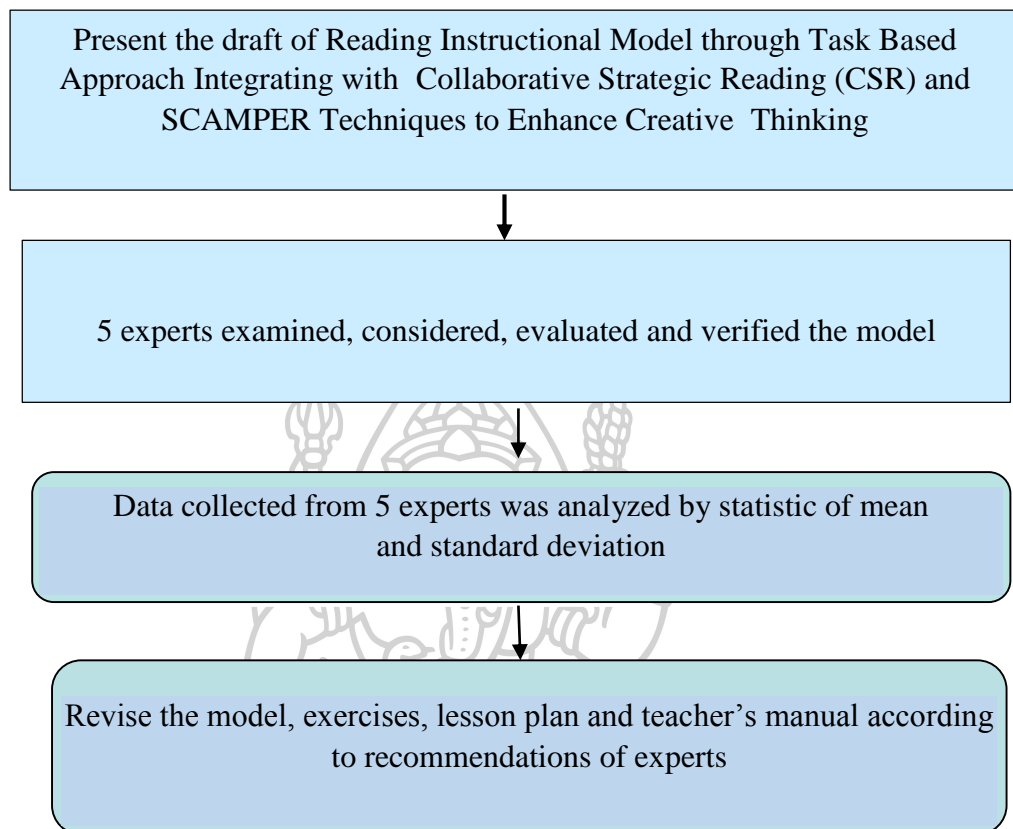 Present the draft of Reading Instructional Model through Task Based
Approach Integrating with Collaborative Strategic Reading (CSR) and
SCAMPER Techniques to Enhance Creative Thinking
5 experts examined, considered, evaluated and verified the model
Data collected from 5 experts was analyzed by statistic of mean
and standard deviation
Revise the model, exercises, lesson plan and teacher’s manual according
to recommendations of experts